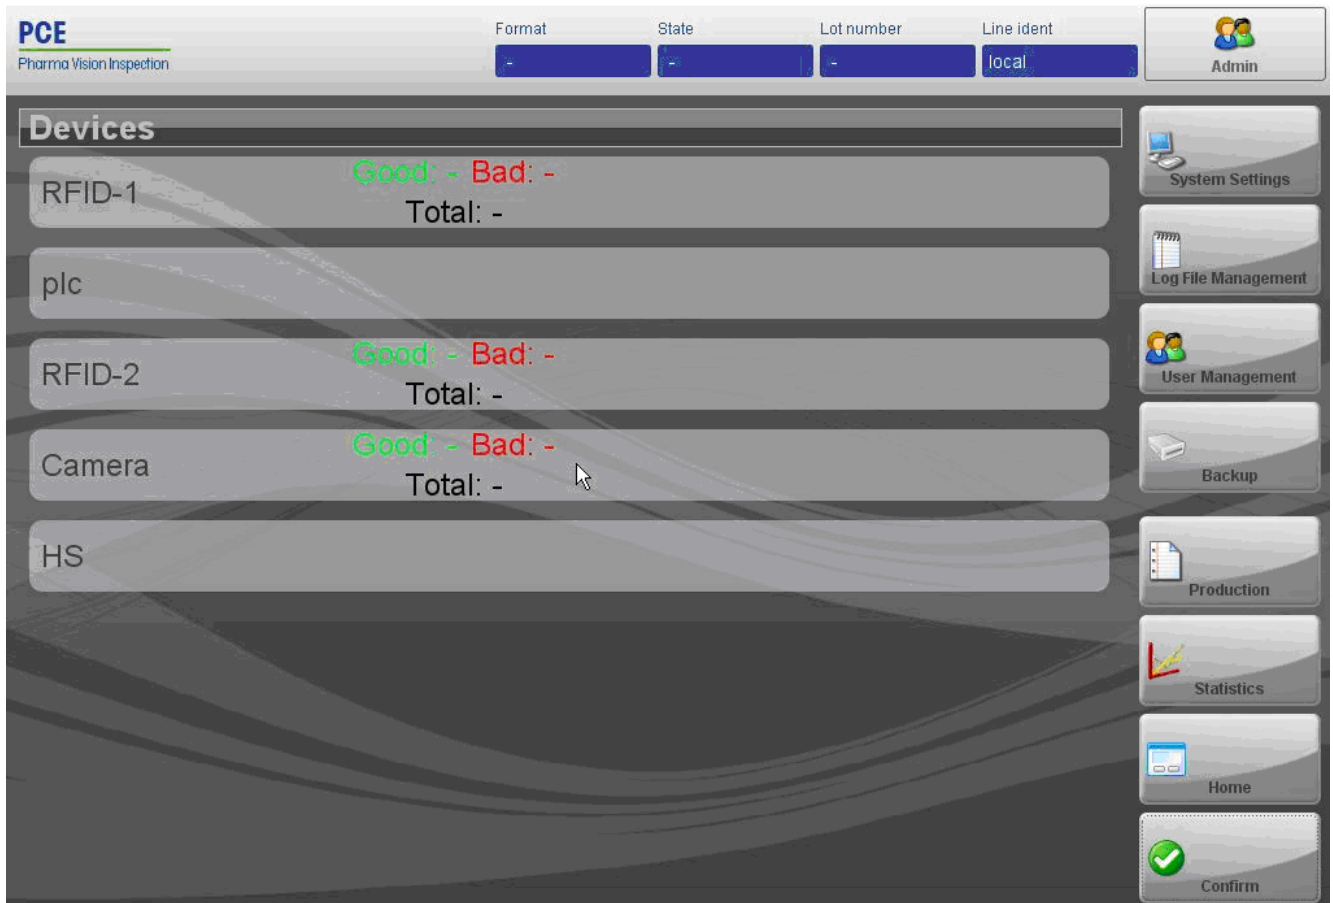 PCE
Pharma Vision Inspection
Format
State
Lot number
Line ident
-
-
-
local
Admin
Devices
RFID-1
Good: - Bad: -
Total: -
plc
RFID-2
Good: - Bad: -
Total: -
Camera
Good: - Bad: -
Total: -
HS
System Settings
Log File Management
User Management
Backup
Production
Statistics
Home
Confirm